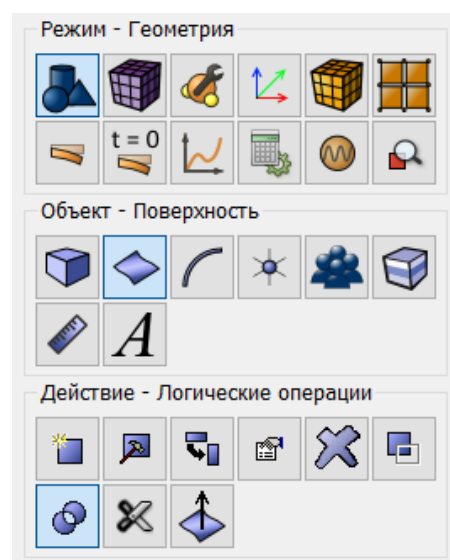 Режим - Геометрия
t = 0
Объект - Поверхность
A
Действие - Логические операции